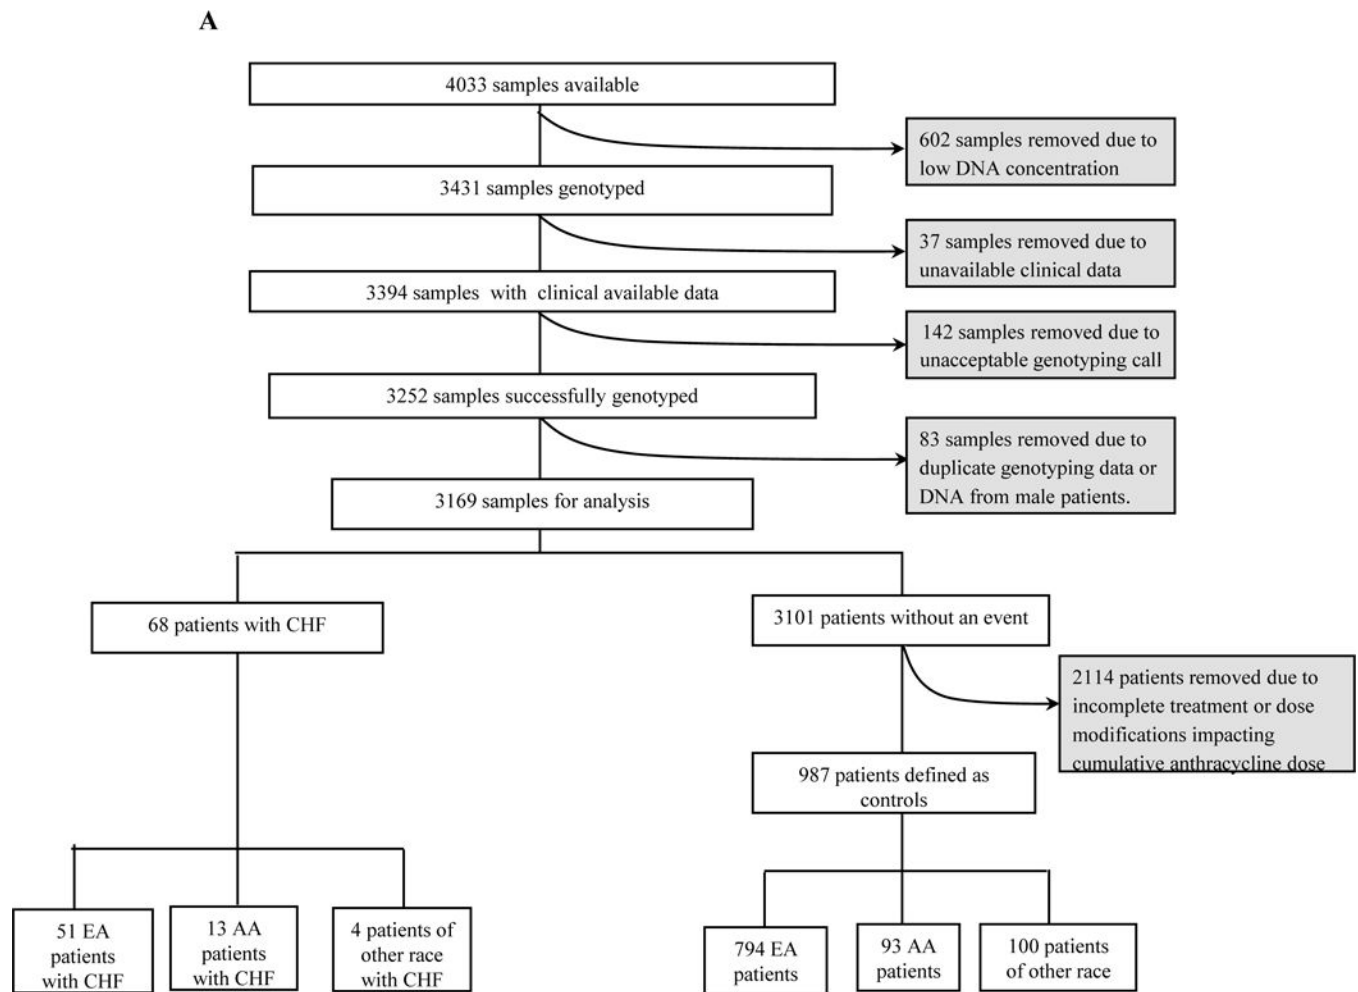 A
4033 samples available
602 samples removed due to
low DNA concentration
3431 samples genotyped
37 samples removed due to
unavailable clinical data
3394 samples with clinical available data
142 samples removed due to
unacceptable genotyping call
3252 samples successfully genotyped
83 samples removed due to
duplicate genotyping data or
DNA from male patients.
3169 samples for analysis
68 patients with CHF
3101 patients without an event
2114 patients removed due to
incomplete treatment or dose
modifications impacting
cumulative anthracycline dose
987 patients defined as
controls
51 EA
patients
with CHF
13 AA
patients
with CHF
4 patients of
other race
with CHF
794 EA
patients
93 AA
patients
100 patients
of other race